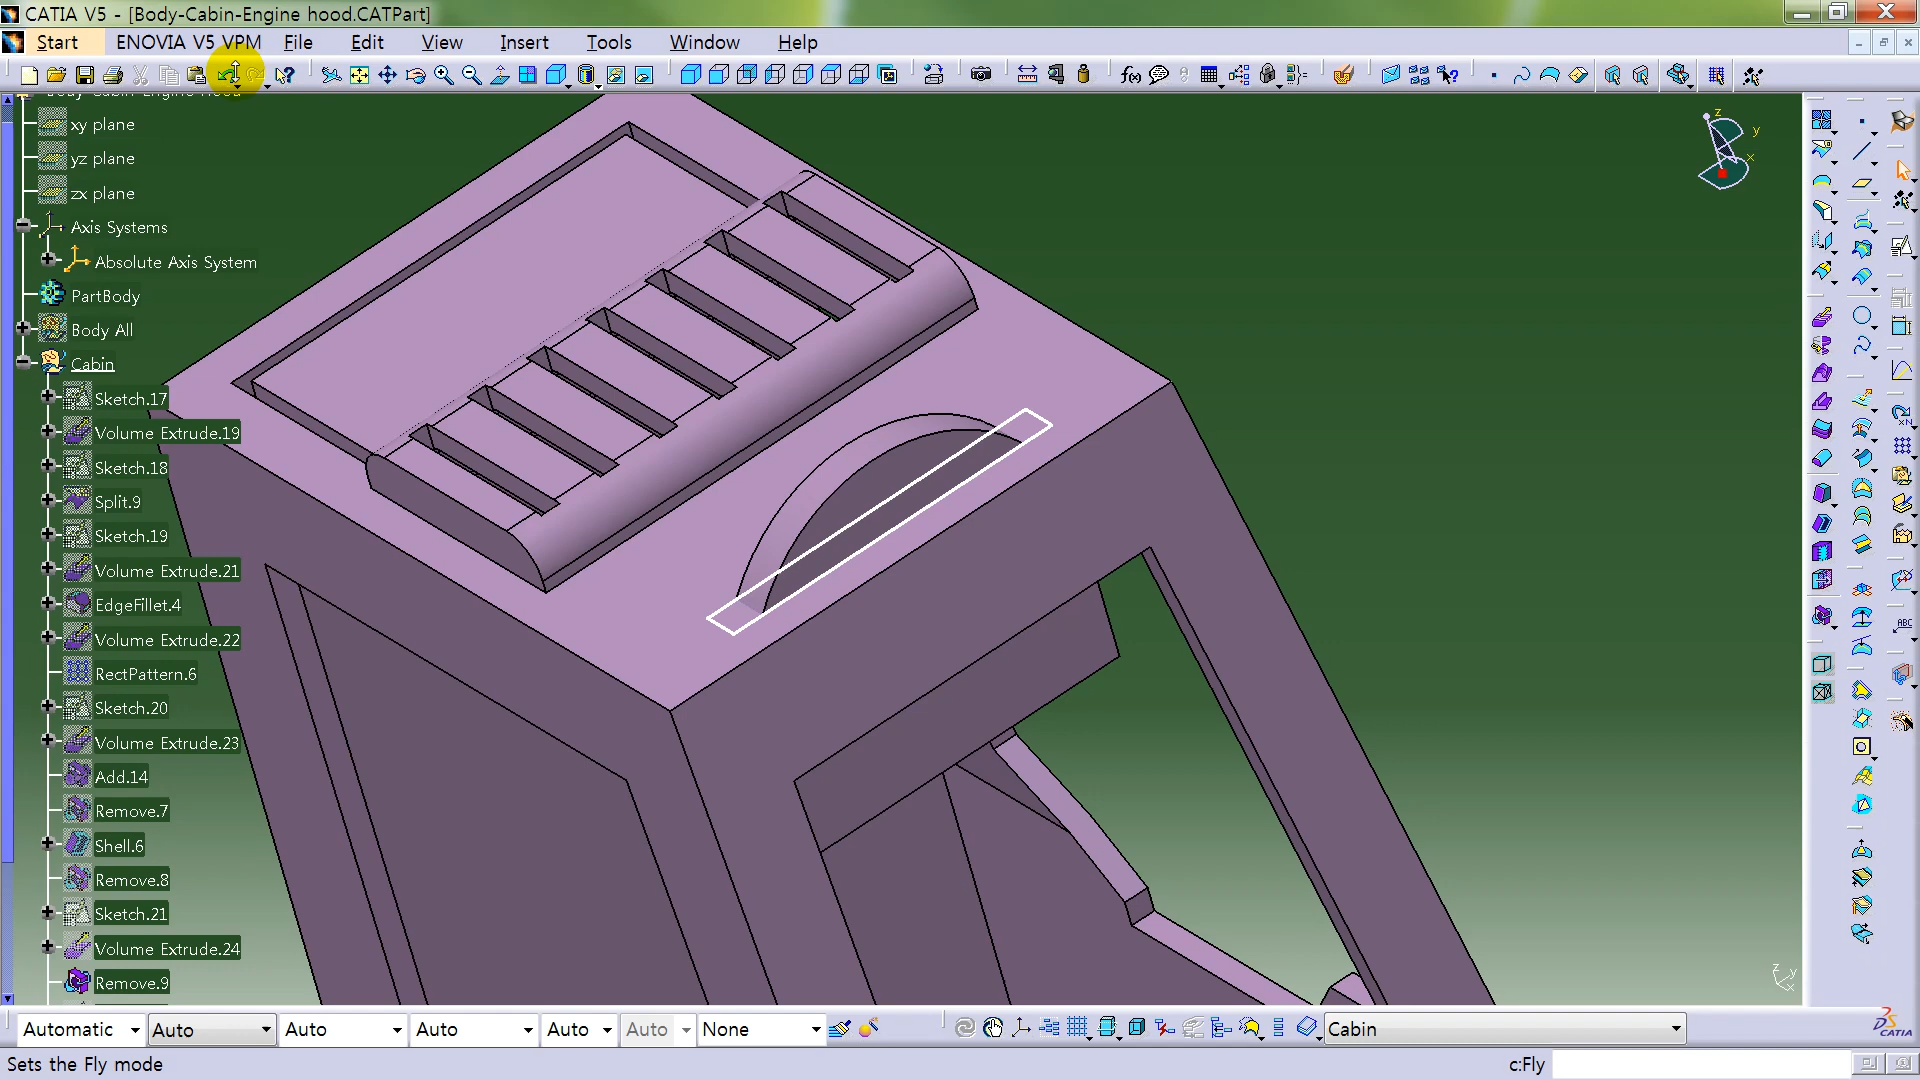 CATIA V5 - [Body-Cabin-Engine hood.CATPart]
Start ENOVIA V5 VPM File Edit View Insert Tools Window Help
xy plane
yz plane
zx plane
Axis Systems
Absolute Axis System
PartBody
Body All
Cabin
Sketch.17
Volume Extrude.19
Sketch.18
Split.9
Sketch.19
Volume Extrude.21
EdgeFillet.4
Volume Extrude.22
RectPattern.6
Sketch.20
Volume Extrude.23
Add.14
Remove.7
Shell.6
Remove.8
Sketch.21
Volume Extrude.24
Remove.9
z
y
x
ABC
z
y
x
Automatic Auto Auto Auto Auto Auto None Cabin
CATIA
Sets the Fly mode c:Fly